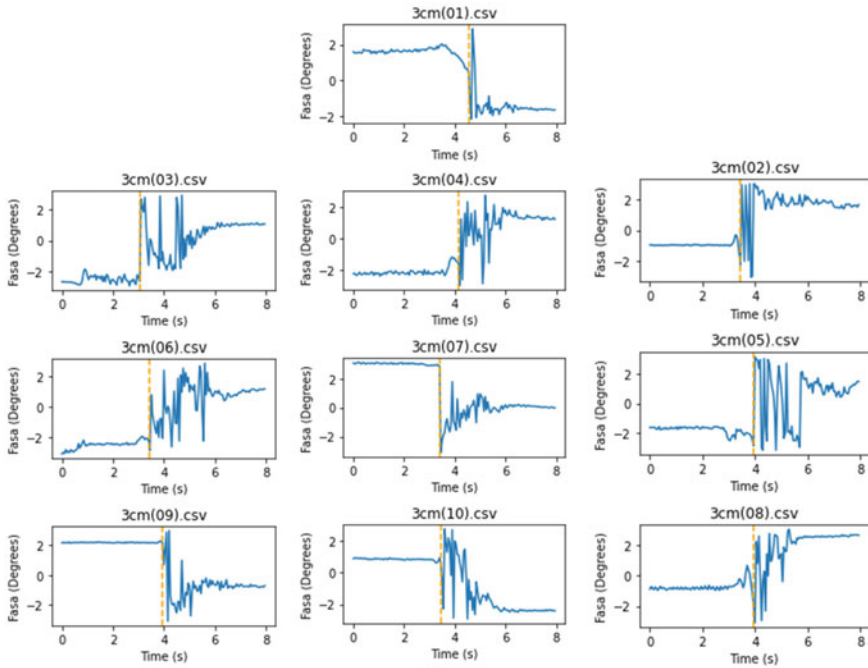 3cm(01).csv
Fasa (Degrees)
2
0
−2
0 2 4 6 8
Time (s)
3cm(03).csv
Fasa (Degrees)
2
0
−2
0 2 4 6 8
Time (s)
3cm(04).csv
Fasa (Degrees)
2
0
−2
0 2 4 6 8
Time (s)
3cm(02).csv
Fasa (Degrees)
2
0
−2
0 2 4 6 8
Time (s)
3cm(06).csv
Fasa (Degrees)
2
0
−2
0 2 4 6 8
Time (s)
3cm(07).csv
Fasa (Degrees)
2
0
−2
0 2 4 6 8
Time (s)
3cm(05).csv
Fasa (Degrees)
2
0
−2
0 2 4 6 8
Time (s)
3cm(09).csv
Fasa (Degrees)
2
0
−2
0 2 4 6 8
Time (s)
3cm(10).csv
Fasa (Degrees)
2
0
−2
0 2 4 6 8
Time (s)
3cm(08).csv
Fasa (Degrees)
2
0
−2
0 2 4 6 8
Time (s)